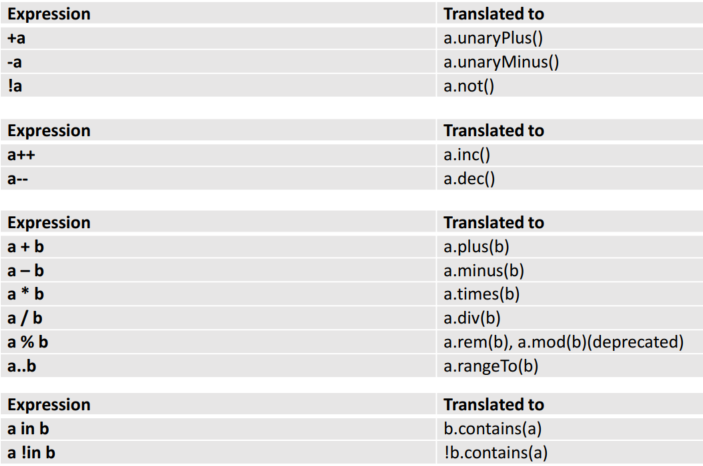 Expression Translated to
+a a.unaryPlus()
-a a.unaryMinus()
!a a.not()
Expression Translated to
a++ a.inc()
a-- a.dec()
Expression Translated to
a + b a.plus(b)
a – b a.minus(b)
a * b a.times(b)
a / b a.div(b)
a % b a.rem(b), a.mod(b)(deprecated)
a..b a.rangeTo(b)
Expression Translated to
a in b b.contains(a)
a !in b !b.contains(a)